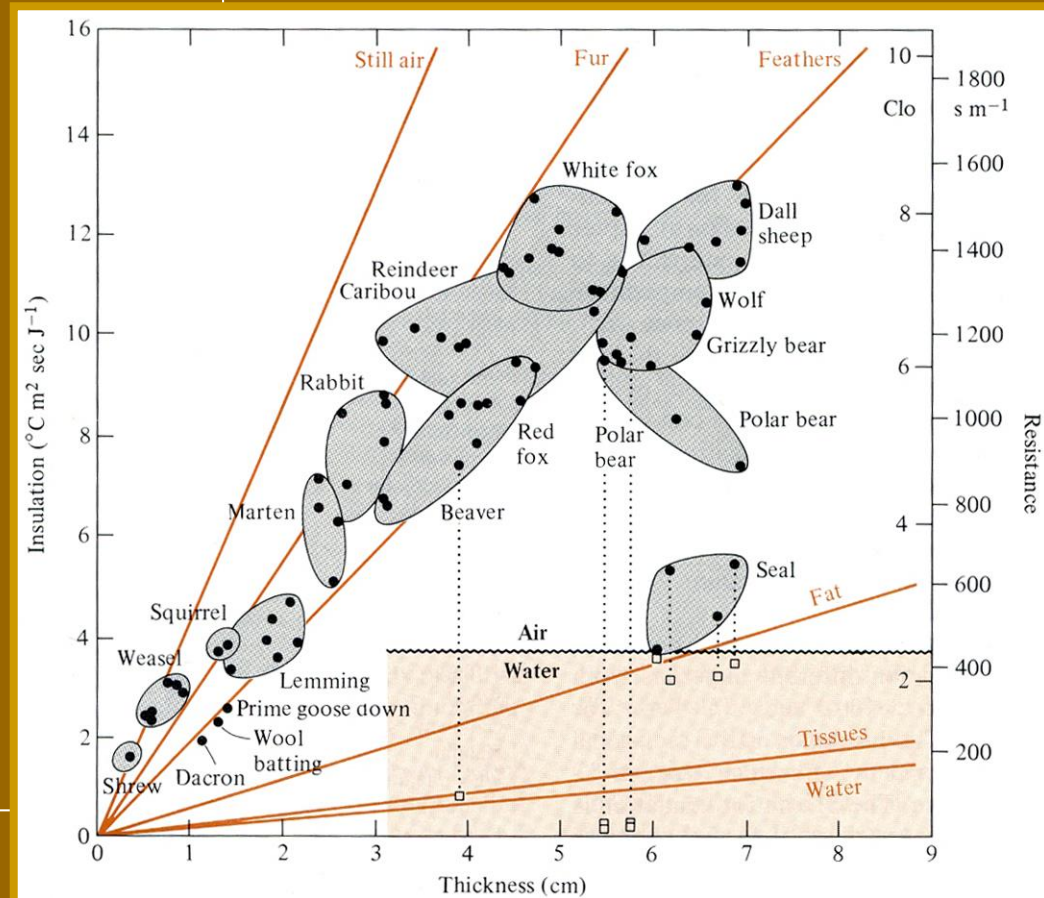 16
14
12
10
8
6
4
2
0
Insulation (°C m² sec J⁻¹)
0 1 2 3 4 5 6 7 8 9
Thickness (cm)
Still air
Fur
Feathers
10
8
6
4
2
Clo
1800
s m⁻¹
1600
1400
1200
1000
800
600
400
200
Resistance
White fox
Dall
sheep
Reindeer
Caribou
Wolf
Grizzly bear
Rabbit
Polar bear
Polar
bear
Red
fox
Marten
Beaver
Seal
Fat
Squirrel
Air
Weasel
Water
Lemming
Prime goose down
Wool
batting
Dacron
Shrew
Tissues
Water